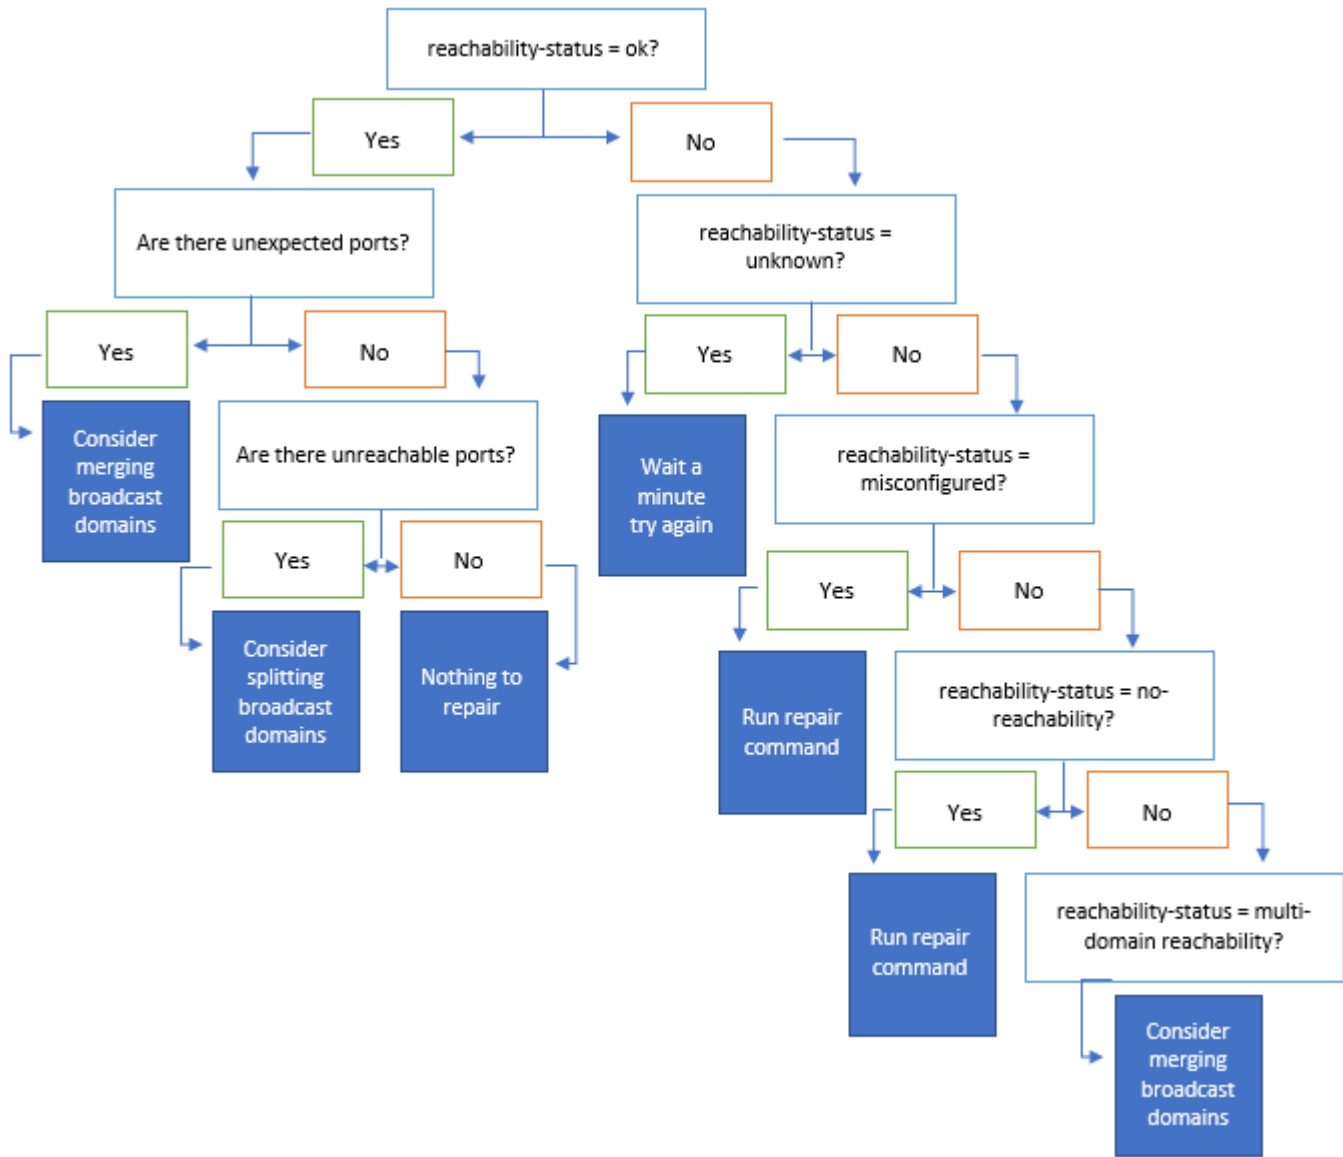 reachability-status = ok?
Yes
No
Are there unexpected ports?
reachability-status =
unknown?
Yes
No
Yes
No
Consider
merging
broadcast
domains
Are there unreachable ports?
Wait a
minute
try again
reachability-status =
misconfigured?
Yes
No
Yes
No
Consider
splitting
broadcast
domains
Nothing to
repair
Run repair
command
reachability-status = no-
reachability?
Yes
No
Run repair
command
reachability-status = multi-
domain reachability?
Consider
merging
broadcast
domains